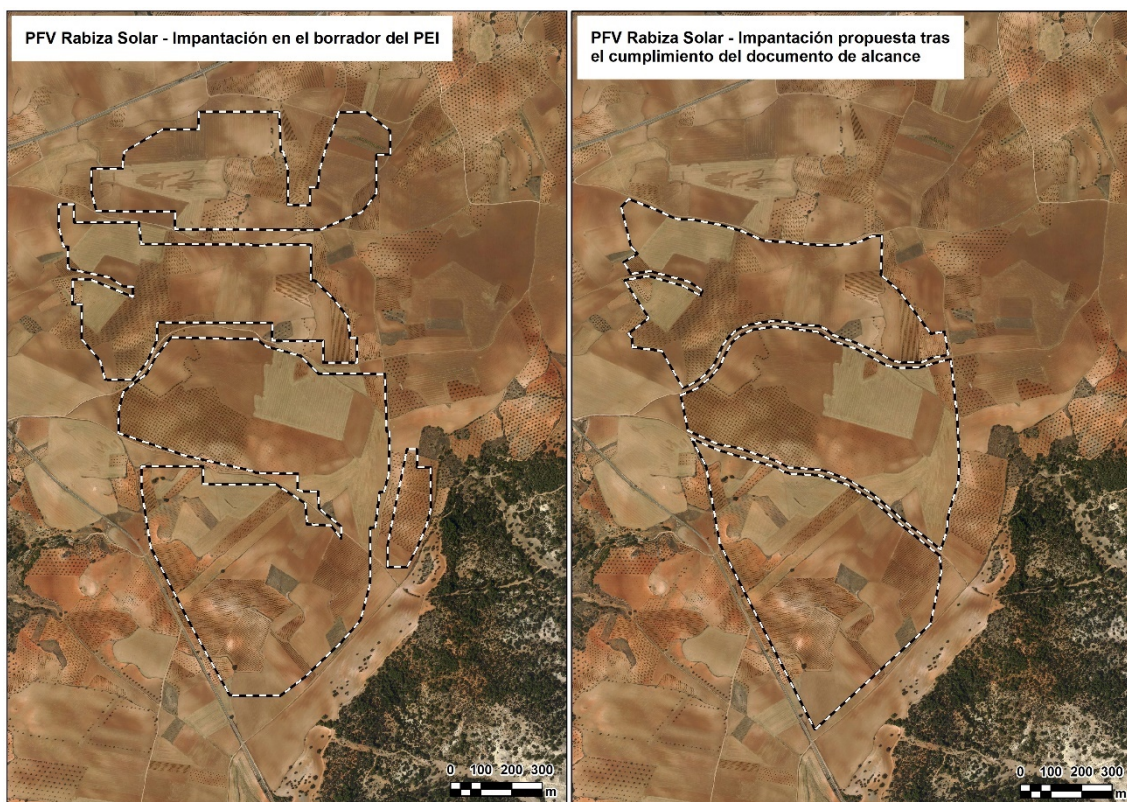 PFV Rabiza Solar - Impantación en el borrador del PEI
PFV Rabiza Solar - Impantación propuesta tras
el cumplimiento del documento de alcance
0 100 200 300
m
0 100 200 300
m